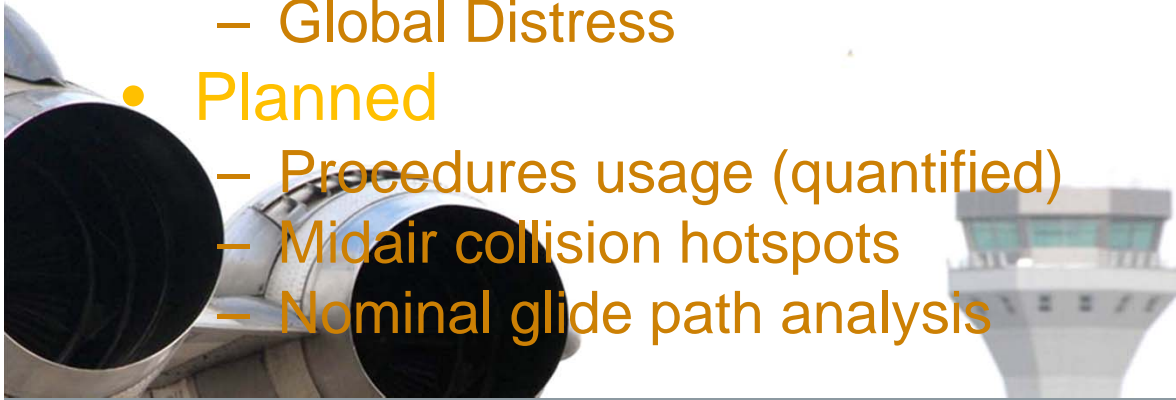 – Global Distress
• Planned
– Procedures usage (quantified)
– Midair collision hotspots
– Nominal glide path analysis